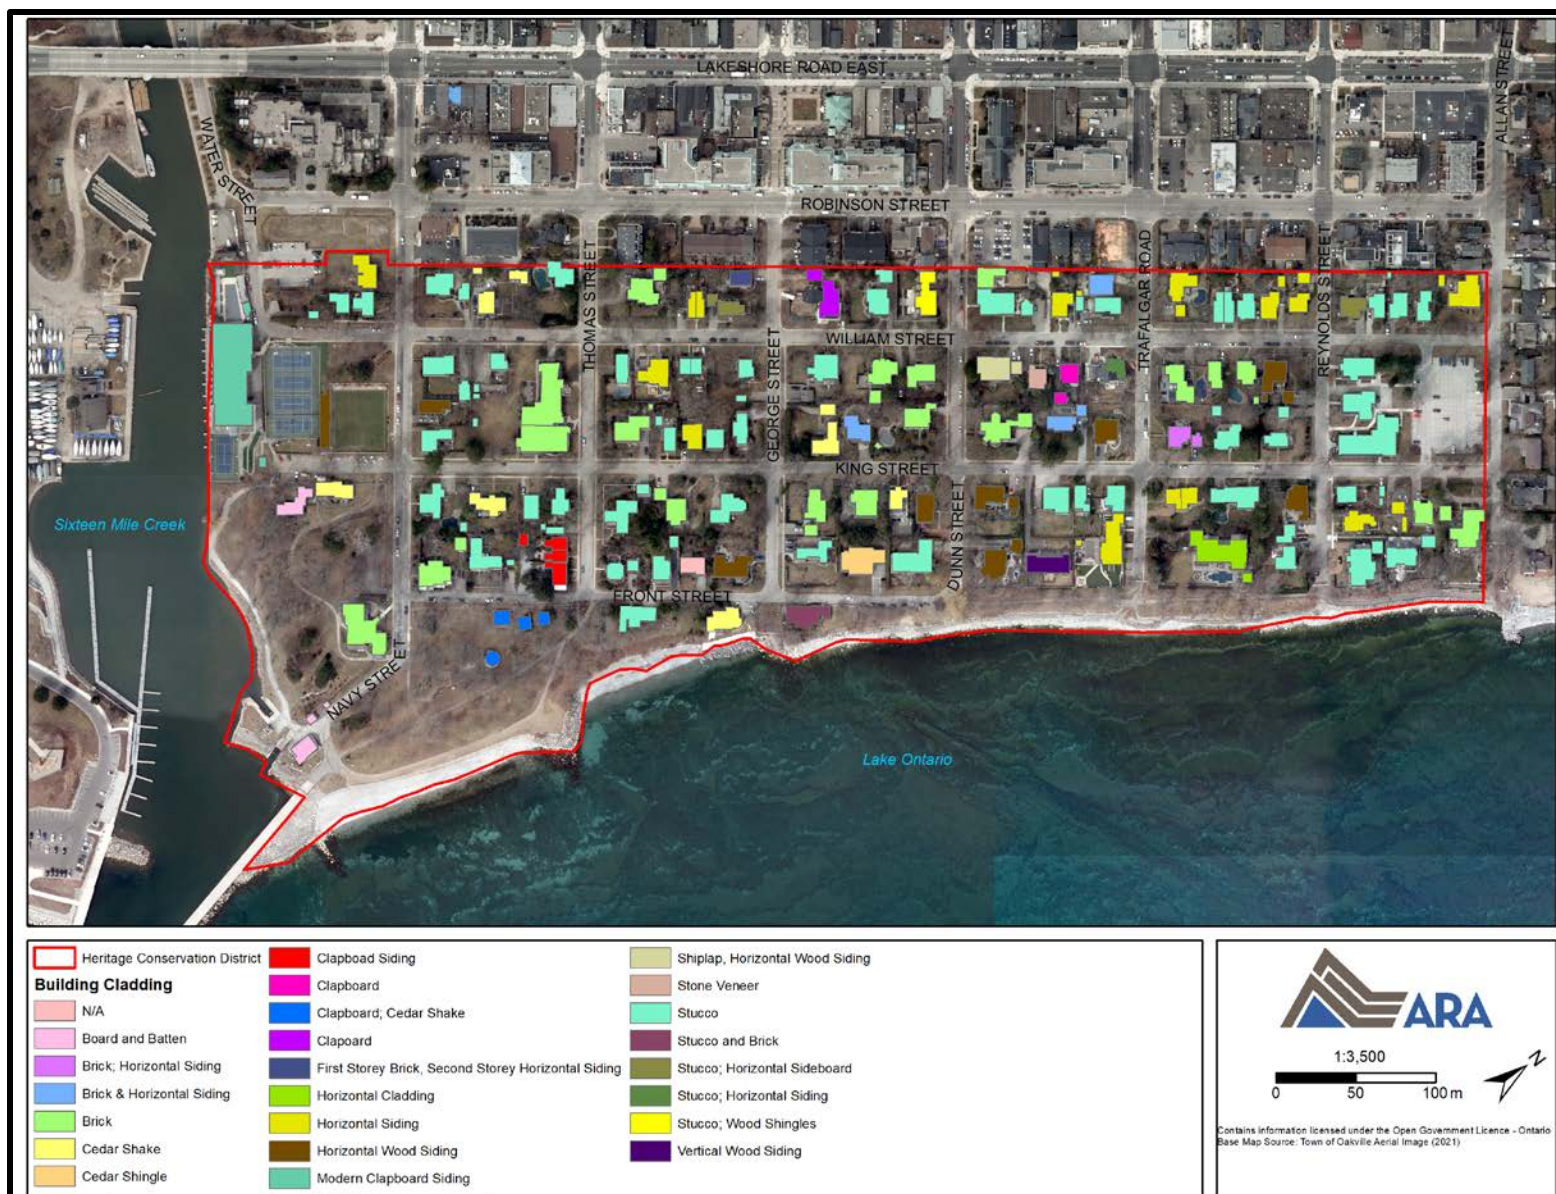 LAKESHORE ROAD EAST
ALLAN STREET
WATER STREET
ROBINSON STREET
THOMAS STREET
GEORGE STREET
WILLIAM STREET
TRAFALGAR ROAD
REYNOLDS STREET
KING STREET
DUNN STREET
FRONT STREET
NAVY STREET
Sixteen Mile Creek
Lake Ontario
Heritage Conservation District
Building Cladding
N/A
Board and Batten
Brick; Horizontal Siding
Brick & Horizontal Siding
Brick
Cedar Shake
Cedar Shingle
Clapboad Siding
Clapboard
Clapboard; Cedar Shake
Clapoard
First Storey Brick, Second Storey Horizontal Siding
Horizontal Cladding
Horizontal Siding
Horizontal Wood Siding
Modern Clapboard Siding
Shiplap, Horizontal Wood Siding
Stone Veneer
Stucco
Stucco and Brick
Stucco; Horizontal Sideboard
Stucco; Horizontal Siding
Stucco; Wood Shingles
Vertical Wood Siding
ARA
1:3,500
0 50 100 m
N
Contains information licensed under the Open Government Licence - Ontario
Base Map Source: Town of Oakville Aerial Image (2021)